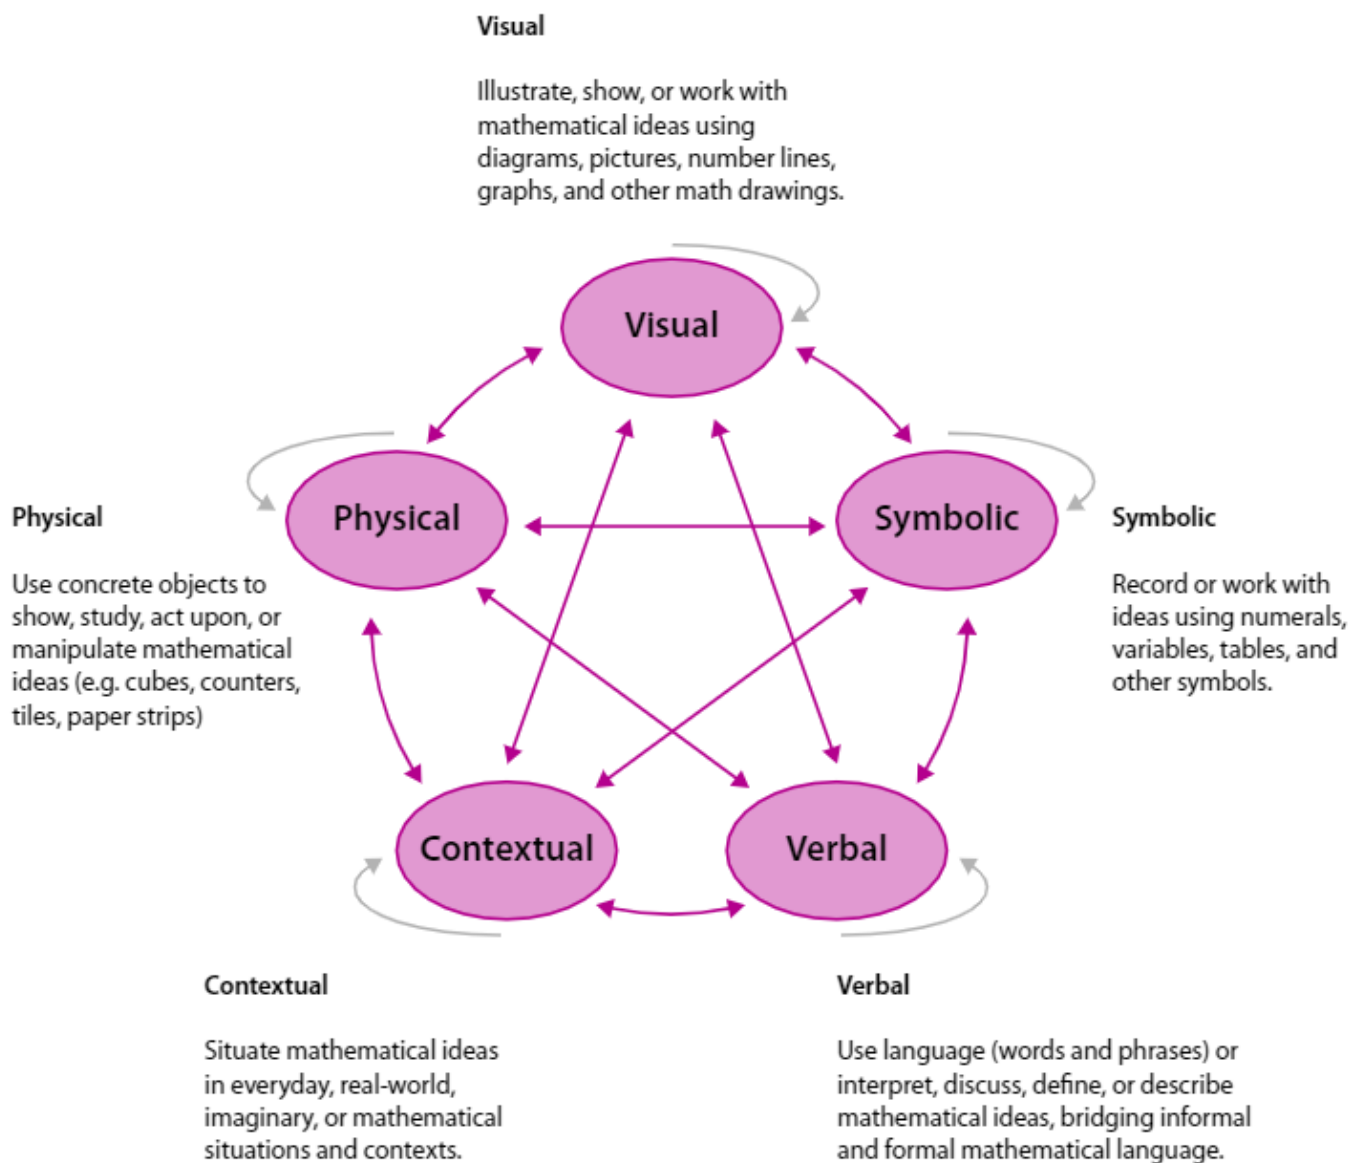 Visual
Illustrate, show, or work with
mathematical ideas using
diagrams, pictures, number lines,
graphs, and other math drawings.
Visual
Physical
Symbolic
Physical
Use concrete objects to
show, study, act upon, or
manipulate mathematical
ideas (e.g. cubes, counters,
tiles, paper strips)
Symbolic
Record or work with
ideas using numerals,
variables, tables, and
other symbols.
Contextual
Verbal
Contextual
Situate mathematical ideas
in everyday, real-world,
imaginary, or mathematical
situations and contexts.
Verbal
Use language (words and phrases) or
interpret, discuss, define, or describe
mathematical ideas, bridging informal
and formal mathematical language.